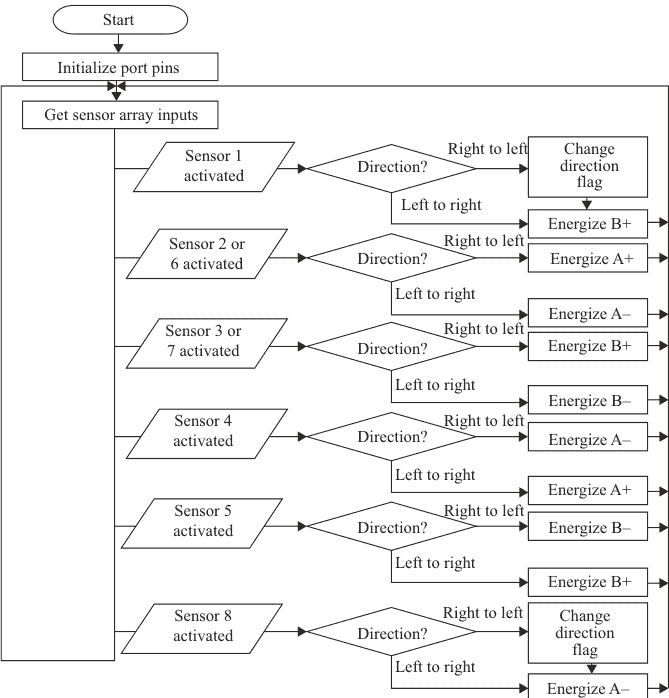 Start
Initialize port pins
Get sensor array inputs
Sensor 1
activated
Direction?
Right to left
Change
direction
flag
Left to right
Energize B+
Sensor 2 or
6 activated
Direction?
Right to left
Energize A+
Left to right
Energize A–
Sensor 3 or
7 activated
Direction?
Right to left
Energize B+
Left to right
Energize B–
Sensor 4
activated
Direction?
Right to left
Energize A–
Left to right
Energize A+
Sensor 5
activated
Direction?
Right to left
Energize B–
Left to right
Energize B+
Sensor 8
activated
Direction?
Right to left
Change
direction
flag
Left to right
Energize A–